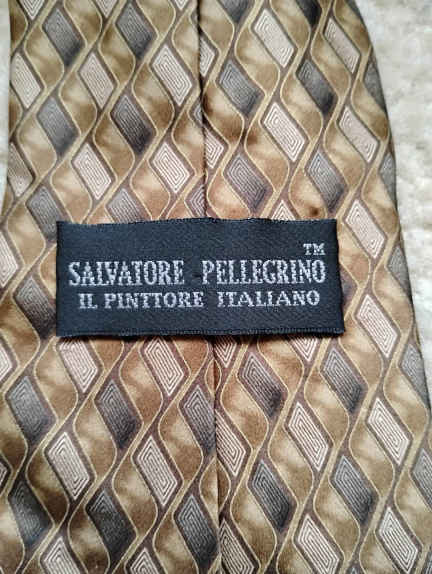 TM
SALVATORE PELLEGRINO
IL PINTTORE ITALIANO